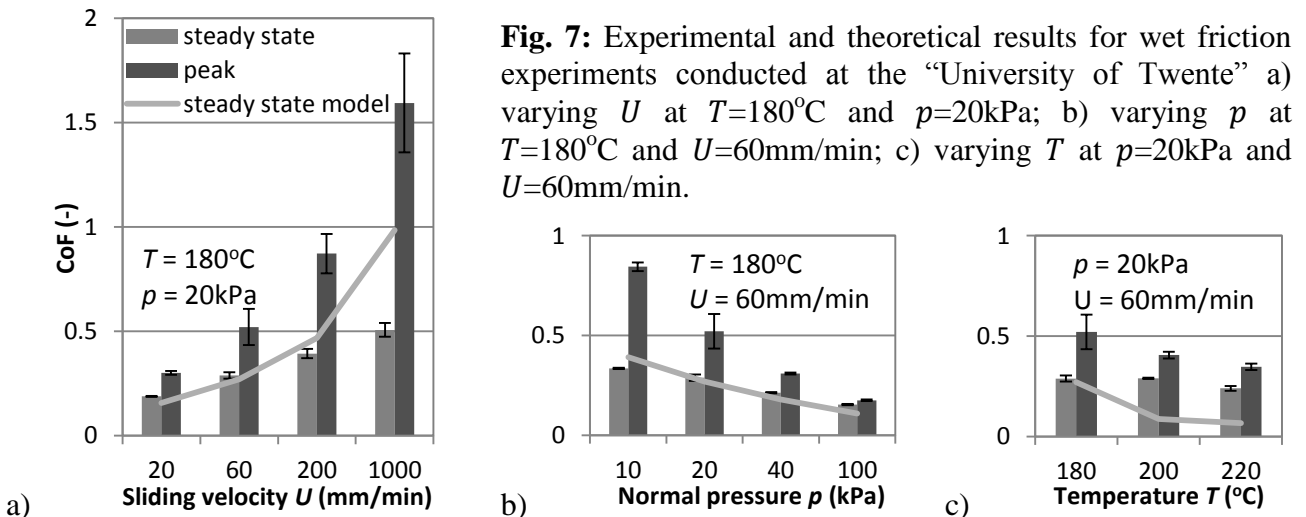 2
1.5
1
0.5
0
CoF (-)
steady state
peak
steady state model
T = 180°C
p = 20kPa
20 60 200 1000
Sliding velocity U (mm/min)
a)
Fig. 7: Experimental and theoretical results for wet friction
experiments conducted at the “University of Twente” a)
varying U at T=180°C and p=20kPa; b) varying p at
T=180°C and U=60mm/min; c) varying T at p=20kPa and
U=60mm/min.
1
0.5
0
T = 180°C
U = 60mm/min
10 20 40 100
Normal pressure p (kPa)
b)
1
0.5
0
p = 20kPa
U = 60mm/min
180 200 220
Temperature T (°C)
c)